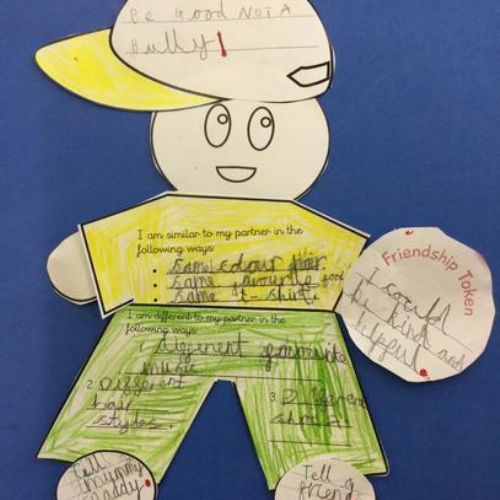 Be Good Not A
Bully!
I am similar to my partner in the
following ways:
same colour hair
same favourite food
same t-shirt
Friendship Token
I could
be kind and
helpful.
I am different to my partner in the
following ways:
1. Different favourite
music
2. Different
hair
styles.
3. Different
shoes
Tell
mummy
daddy.
Tell a
friend